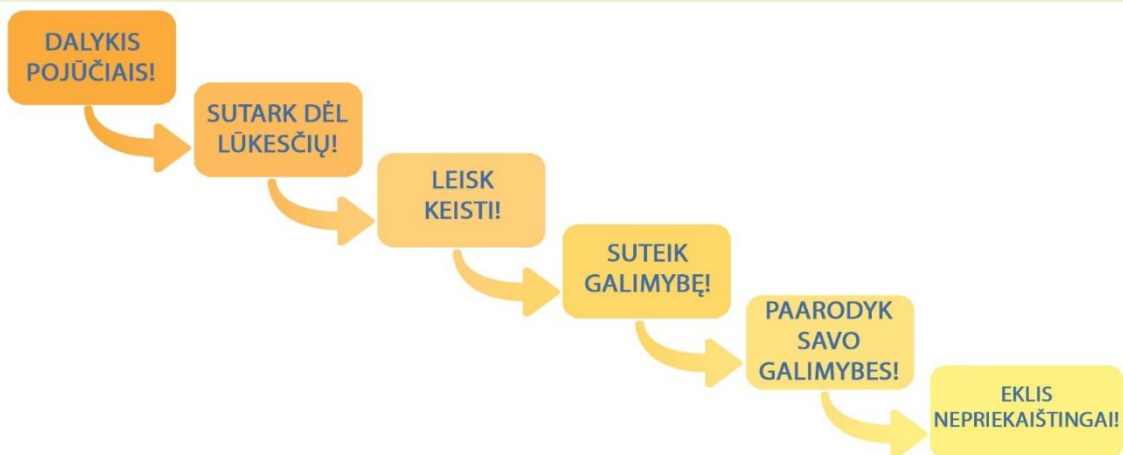 DALYKIS
POJŪČIAIS!
SUTARK DĖL
LŪKESČIŲ!
LEISK
KEISTI!
SUTEIK
GALIMYBĘ!
PAARODYK
SAVO
GALIMYBES!
EKLIS
NEPRIEKAIŠTINGAI!